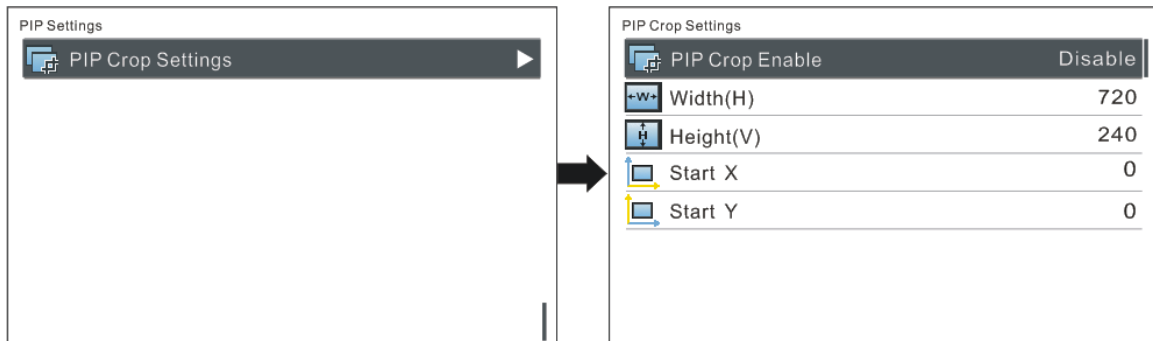 PIP Settings
PIP Crop Settings
PIP Crop Settings
PIP Crop Enable Disable
W Width(H) 720
H Height(V) 240
Start X 0
Start Y 0